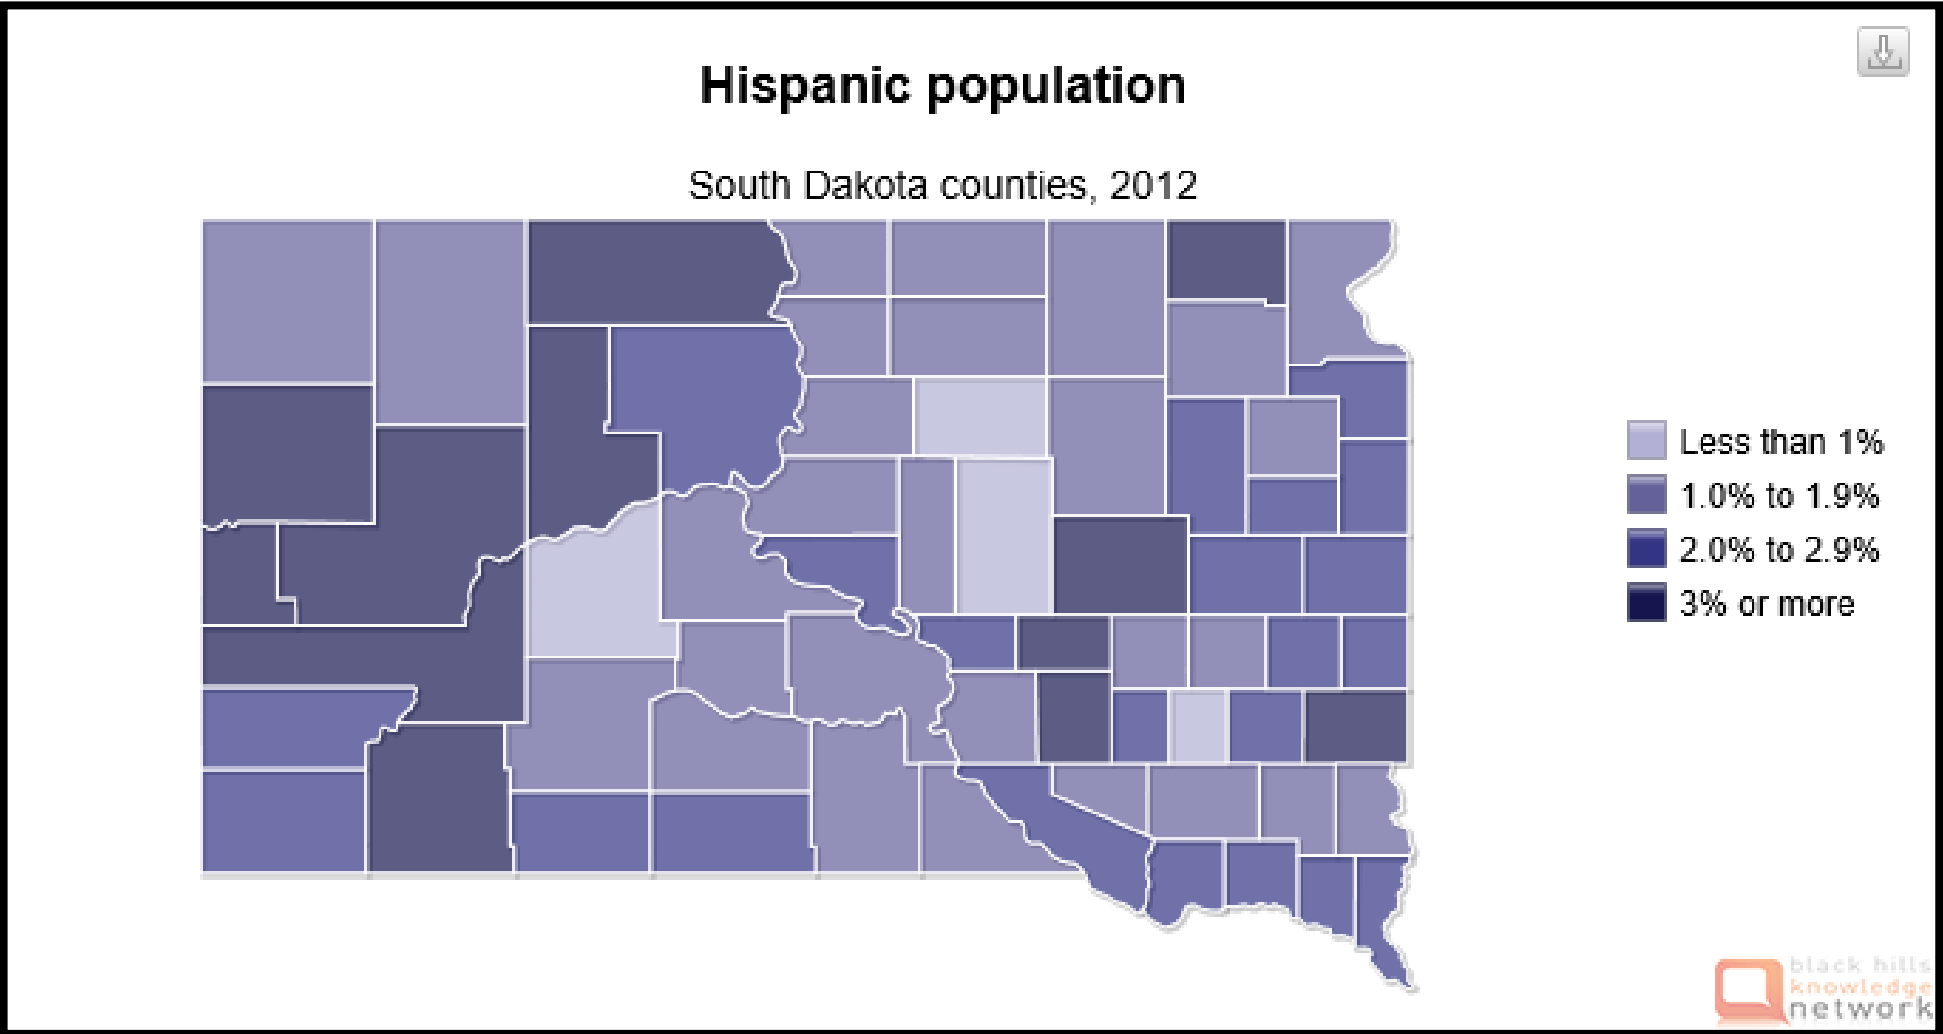 Hispanic population
South Dakota counties, 2012
Less than 1%
1.0% to 1.9%
2.0% to 2.9%
3% or more
black hills
knowledge
network